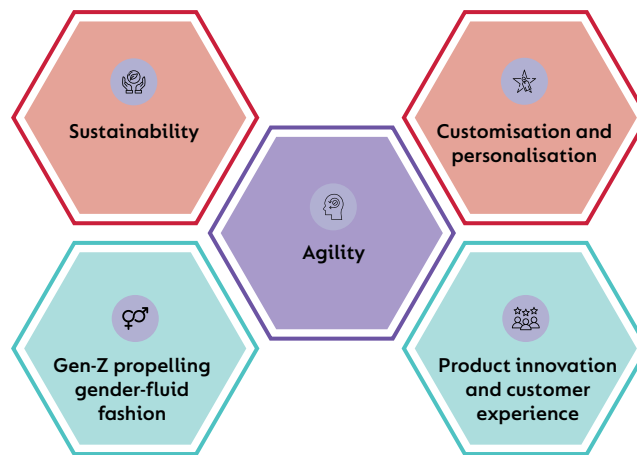 Sustainability
Customisation and
personalisation
Agility
Gen-Z propelling
gender-fluid
fashion
Product innovation
and customer
experience